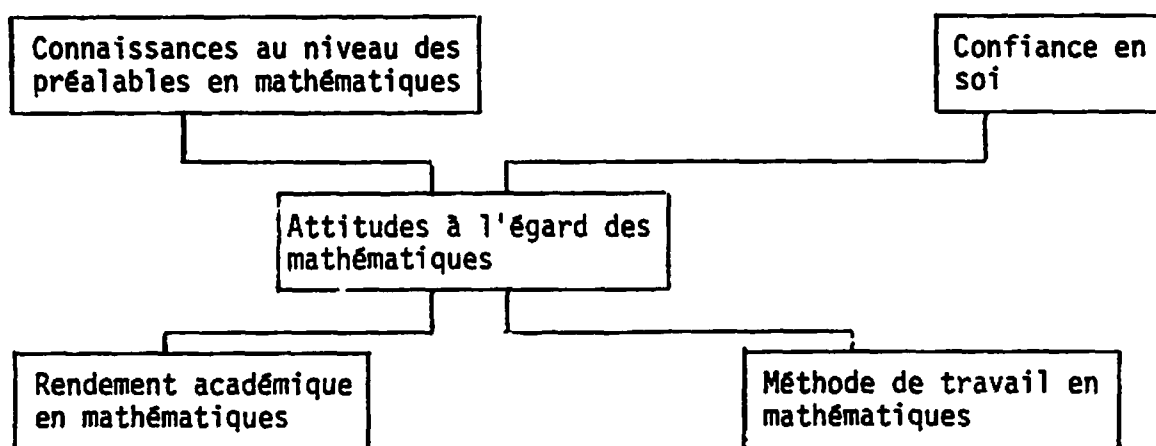 Connaissances au niveau des
préalables en mathématiques
Confiance en
soi
Attitudes à l'égard des
mathématiques
Rendement académique
en mathématiques
Méthode de travail en
mathématiques